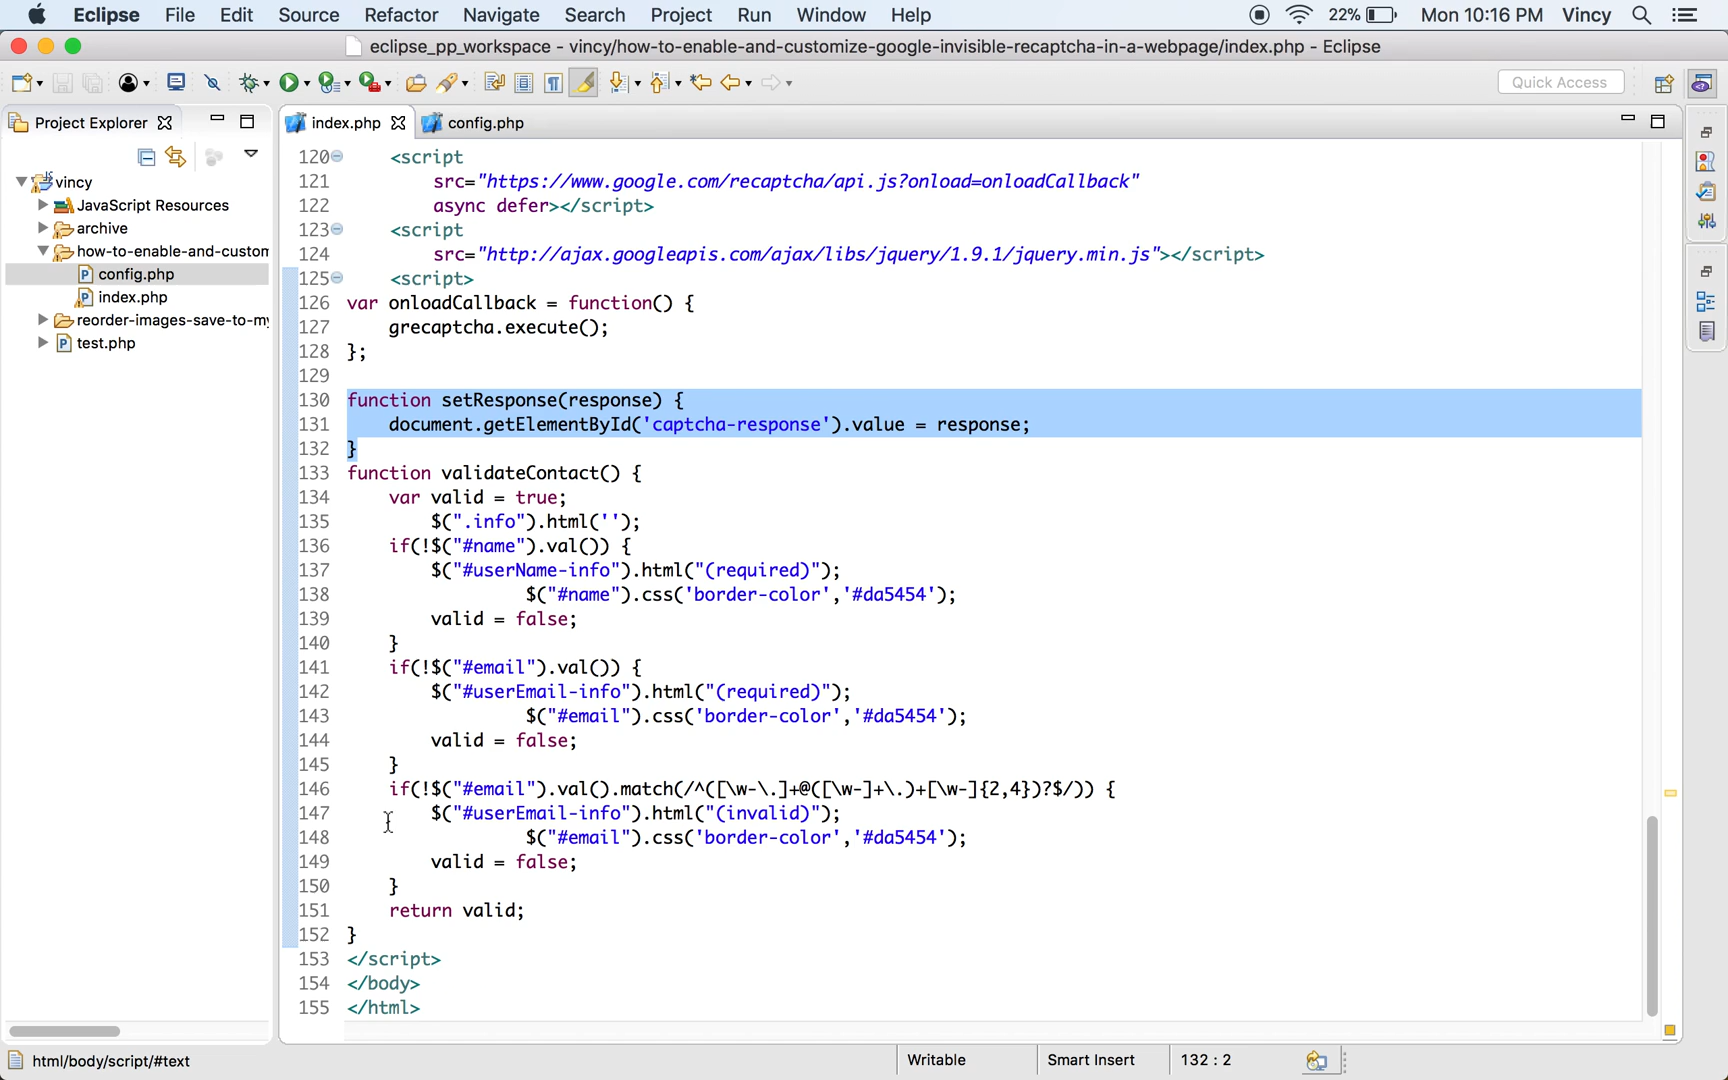 Eclipse File Edit Source Refactor Navigate Search Project Run Window Help 22% Mon 10:16 PM Vincy
eclipse_pp_workspace - vincy/how-to-enable-and-customize-google-invisible-recaptcha-in-a-webpage/index.php - Eclipse
Quick Access
Project Explorer
index.php
config.php
vincy
JavaScript Resources
archive
how-to-enable-and-custom
config.php
index.php
reorder-images-save-to-my
test.php
120 <script
121 src="https://www.google.com/recaptcha/api.js?onload=onloadCallback"
122 async defer></script>
123 <script
124 src="http://ajax.googleapis.com/ajax/libs/jquery/1.9.1/jquery.min.js"></script>
125 <script>
126 var onloadCallback = function() {
127 grecaptcha.execute();
128 };
129
130 function setResponse(response) {
131 document.getElementById('captcha-response').value = response;
132 }
133 function validateContact() {
134 var valid = true;
135 $(".info").html('');
136 if(!$("#name").val()) {
137 $("#userName-info").html("(required)");
138 $("#name").css('border-color','#da5454');
139 valid = false;
140 }
141 if(!$("#email").val()) {
142 $("#userEmail-info").html("(required)");
143 $("#email").css('border-color','#da5454');
144 valid = false;
145 }
146 if(!$("#email").val().match(/^([\w-\.]+@([\w-]+\.)+[\w-]{2,4})?$/)) {
147 $("#userEmail-info").html("(invalid)");
148 $("#email").css('border-color','#da5454');
149 valid = false;
150 }
151 return valid;
152 }
153 </script>
154 </body>
155 </html>
html/body/script/#text
Writable
Smart Insert
132 : 2